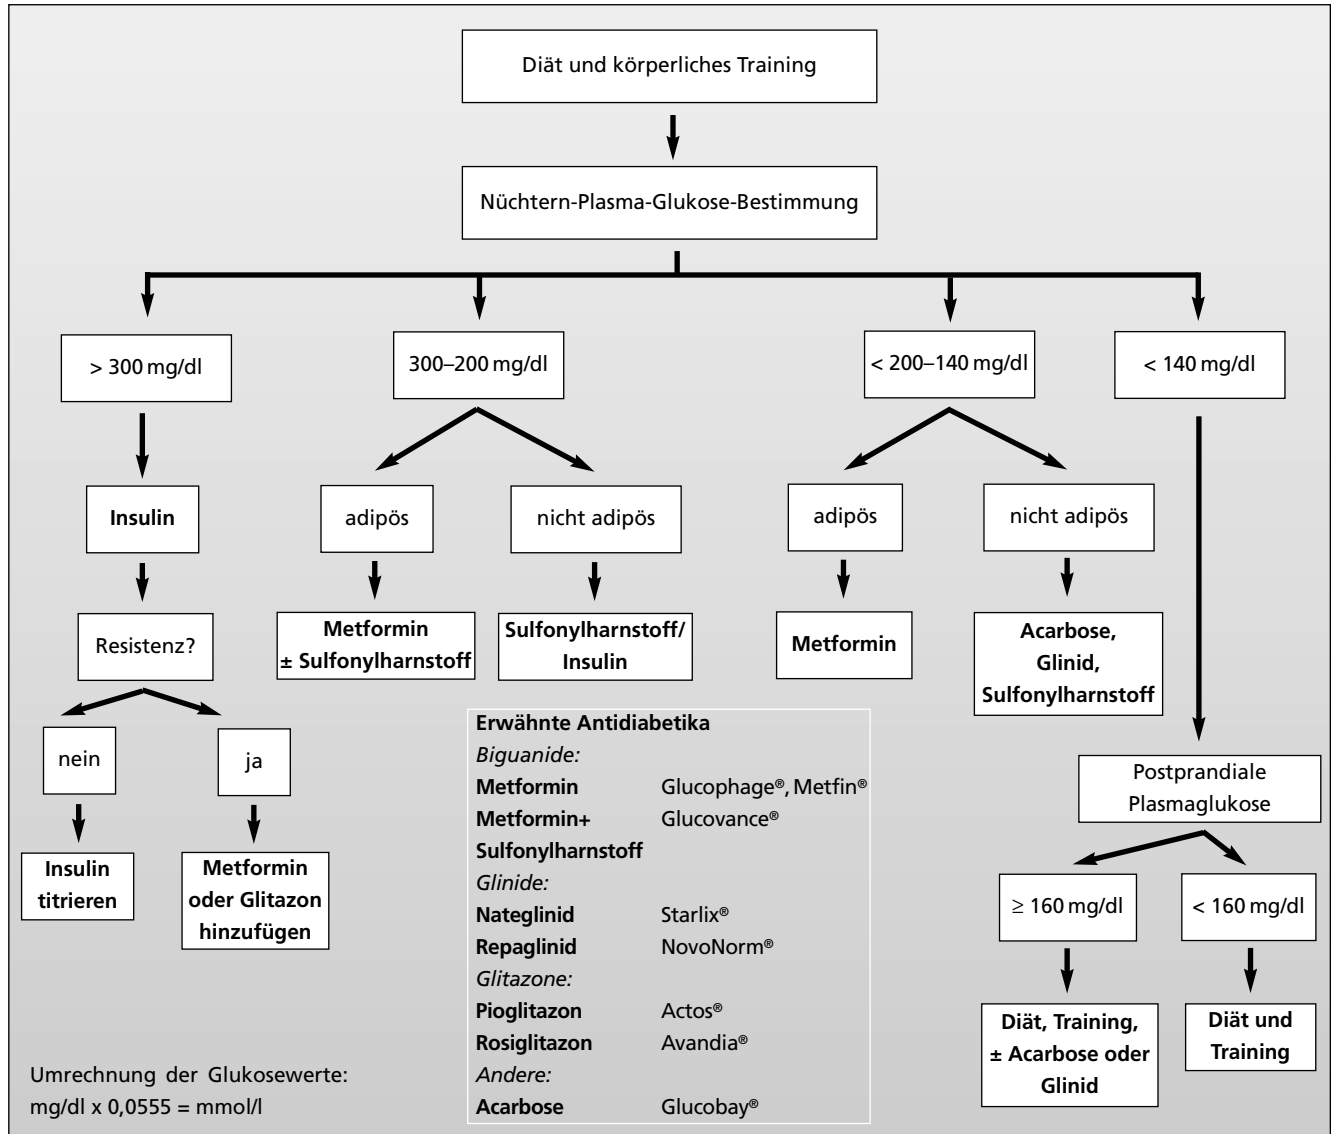 Diät und körperliches Training
Nüchtern-Plasma-Glukose-Bestimmung
> 300 mg/dl
300–200 mg/dl
< 200–140 mg/dl
< 140 mg/dl
Insulin
adipös
nicht adipös
adipös
nicht adipös
Resistenz?
Metformin
± Sulfonylharnstoff
Sulfonylharnstoff/
Insulin
Metformin
Acarbose,
Glinid,
Sulfonylharnstoff
nein
ja
Insulin
titrieren
Metformin
oder Glitazon
hinzufügen
Postprandiale
Plasmaglukose
≥ 160 mg/dl
< 160 mg/dl
Diät, Training,
± Acarbose oder
Glinid
Diät und
Training
Erwähnte Antidiabetika
Biguanide:
Metformin Glucophage®, Metfin®
Metformin+ Glucovance®
Sulfonylharnstoff
Glinide:
Nateglinid Starlix®
Repaglinid NovoNorm®
Glitazone:
Pioglitazon Actos®
Rosiglitazon Avandia®
Andere:
Acarbose Glucobay®
Umrechnung der Glukosewerte:
mg/dl x 0,0555 = mmol/l